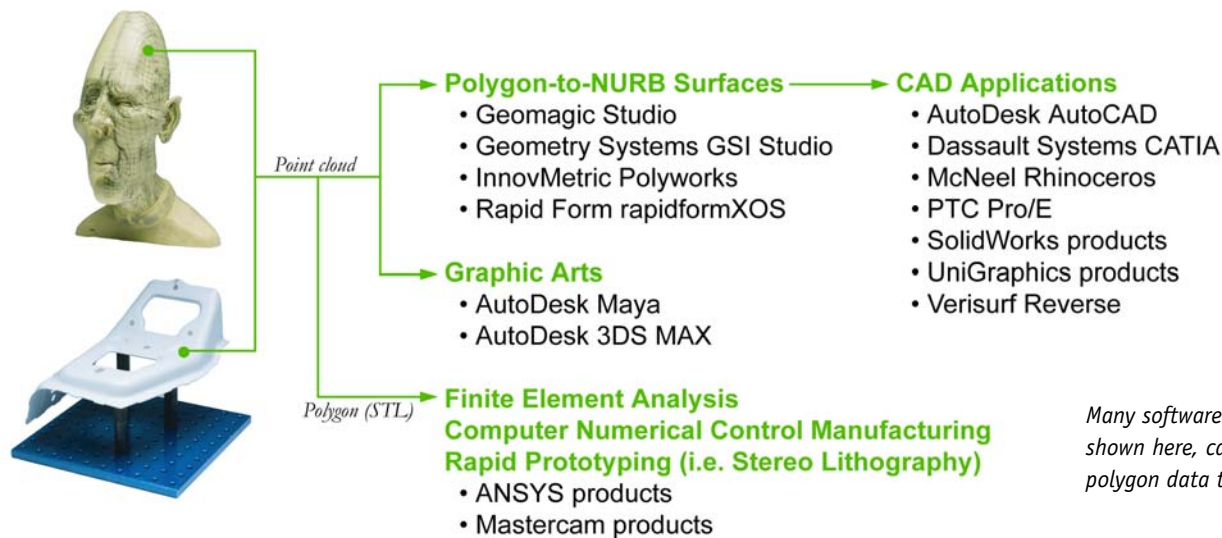 Point cloud
Polygon-to-NURB Surfaces
• Geomagic Studio
• Geometry Systems GSI Studio
• InnovMetric Polyworks
• Rapid Form rapidformXOS
CAD Applications
• AutoDesk AutoCAD
• Dassault Systems CATIA
• McNeel Rhinoceros
• PTC Pro/E
• SolidWorks products
• UniGraphics products
• Verisurf Reverse
Graphic Arts
• AutoDesk Maya
• AutoDesk 3DS MAX
Polygon (STL)
Finite Element Analysis
Computer Numerical Control Manufacturing
Rapid Prototyping (i.e. Stereo Lithography)
• ANSYS products
• Mastercam products
Many software
shown here,
polygon data